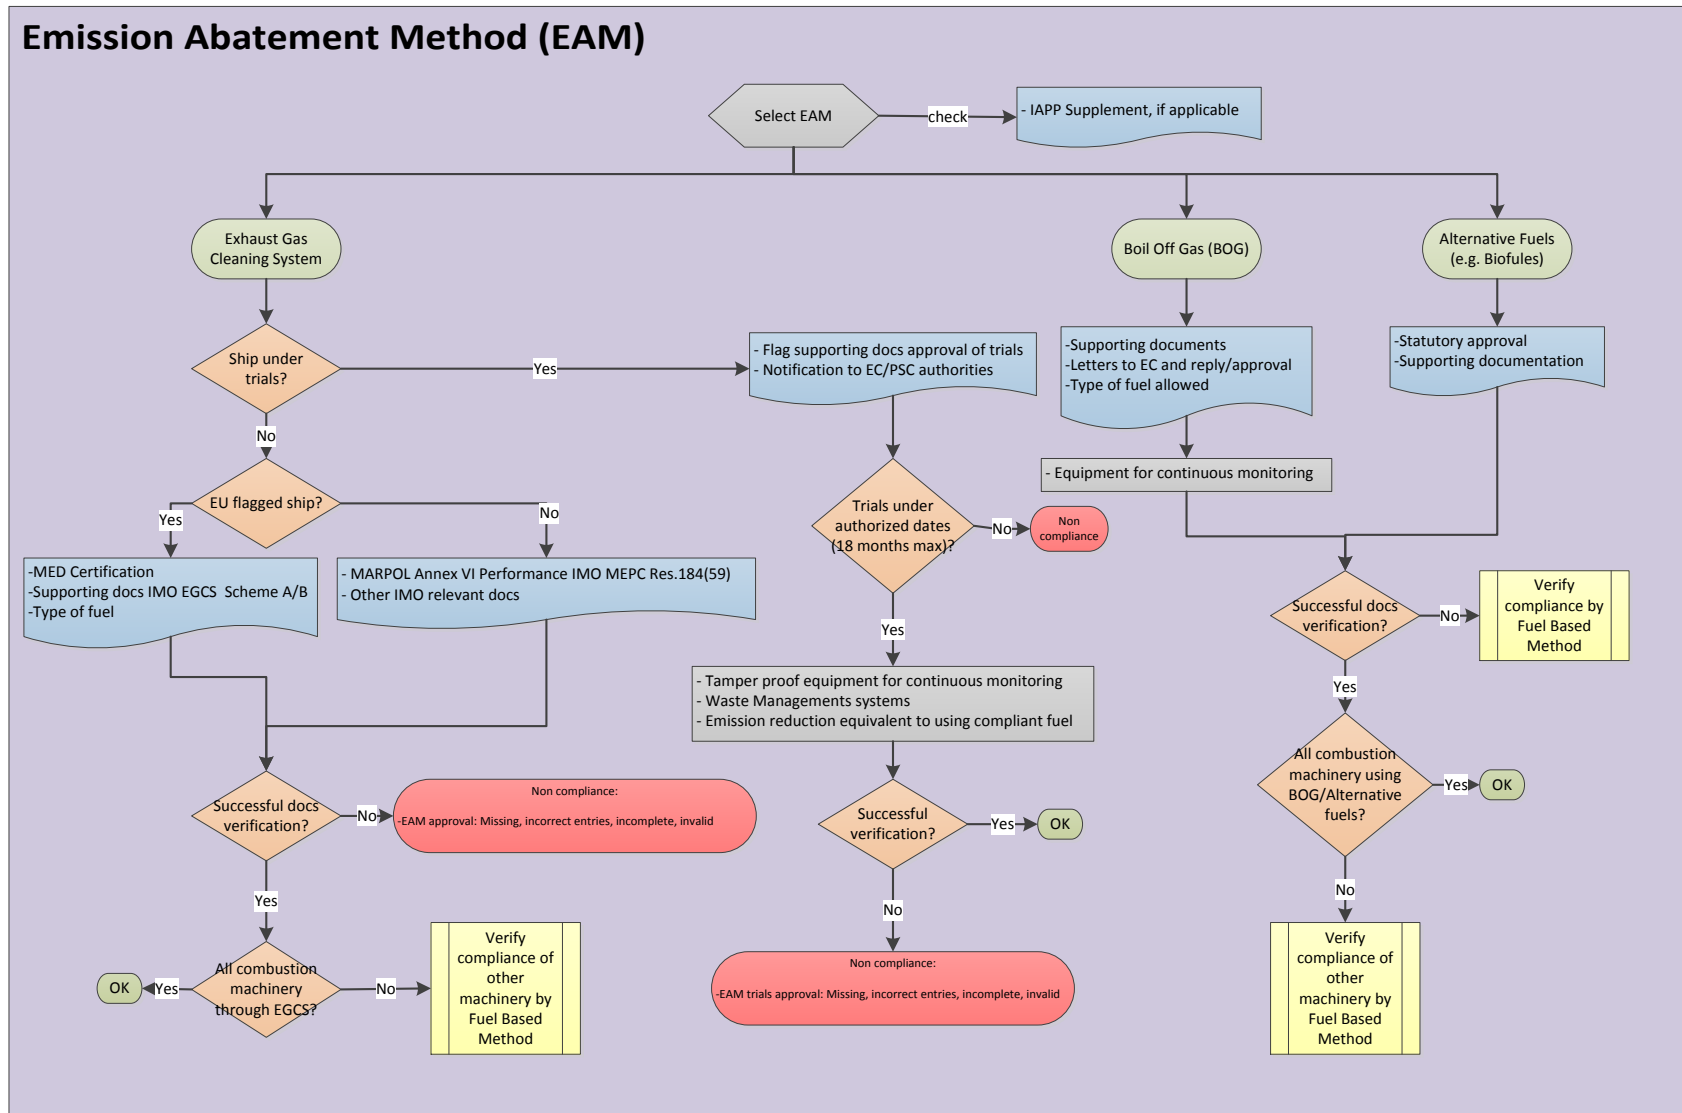 Emission Abatement Method (EAM)
Select EAM
check
- IAPP Supplement, if applicable
Exhaust Gas
Cleaning System
Boil Off Gas (BOG)
Alternative Fuels
(e.g. Biofules)
Ship under
trials?
Yes
- Flag supporting docs approval of trials
- Notification to EC/PSC authorities
-Supporting documents
-Letters to EC and reply/approval
-Type of fuel allowed
-Statutory approval
-Supporting documentation
No
- Equipment for continuous monitoring
EU flagged ship?
Yes
No
Trials under
authorized dates
(18 months max)?
No
Non
compliance
-MED Certification
-Supporting docs IMO EGCS  Scheme A/B
-Type of fuel
- MARPOL Annex VI Performance IMO MEPC Res.184(59)
- Other IMO relevant docs
Successful docs
verification?
No
Verify
compliance by
Fuel Based
Method
Yes
Yes
- Tamper proof equipment for continuous monitoring
- Waste Managements systems
- Emission reduction equivalent to using compliant fuel
All combustion
machinery using
BOG/Alternative
fuels?
Yes
OK
Successful docs
verification?
No
Non compliance:
-EAM approval: Missing, incorrect entries, incomplete, invalid
Successful
verification?
Yes
OK
Yes
No
No
All combustion
machinery
through EGCS?
Yes
OK
No
Verify
compliance of
other
machinery by
Fuel Based
Method
Non compliance:
-EAM trials approval: Missing, incorrect entries, incomplete, invalid
Verify
compliance of
other
machinery by
Fuel Based
Method